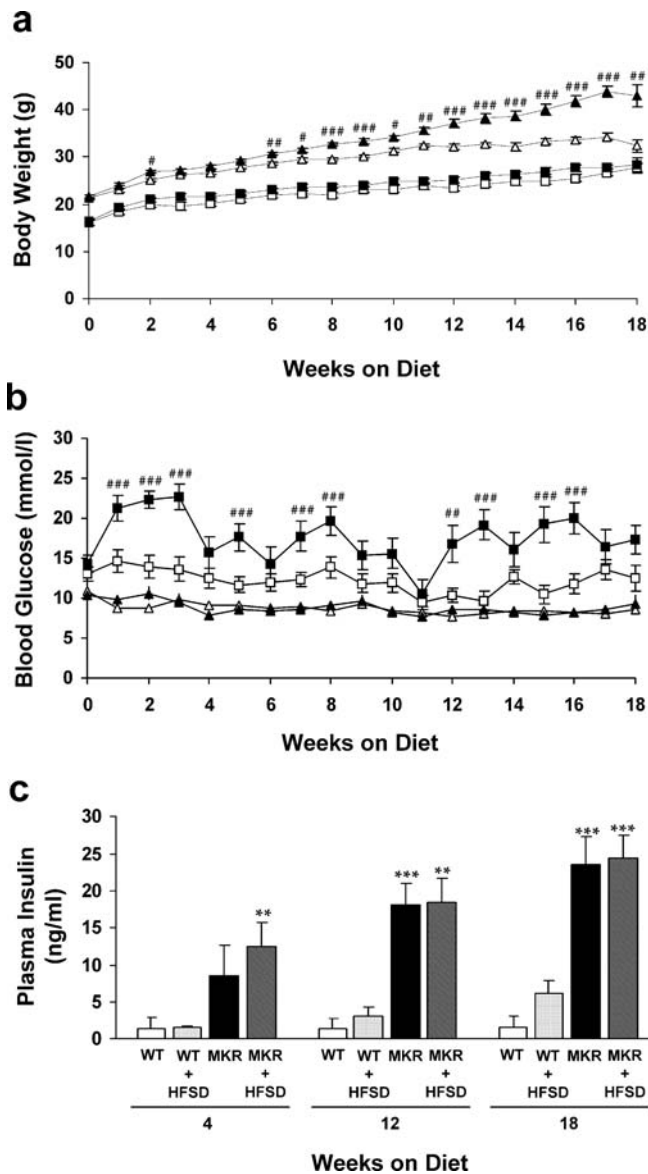 a
50
40
30
20
10
0
Body Weight (g)
# ## # ### ### # ## ### ### ### ### ### ### ##
0 2 4 6 8 10 12 14 16 18
Weeks on Diet
b
30
25
20
15
10
5
0
Blood Glucose (mmol/l)
### ### ### ### ### ### ## ### ### ###
0 2 4 6 8 10 12 14 16 18
Weeks on Diet
c
30
25
20
15
10
5
0
Plasma Insulin
(ng/ml)
** *** ** *** ***
WT WT MKR MKR WT WT MKR MKR WT WT MKR MKR
+ + + + + +
HFSD HFSD HFSD HFSD HFSD HFSD
4 12 18
Weeks on Diet